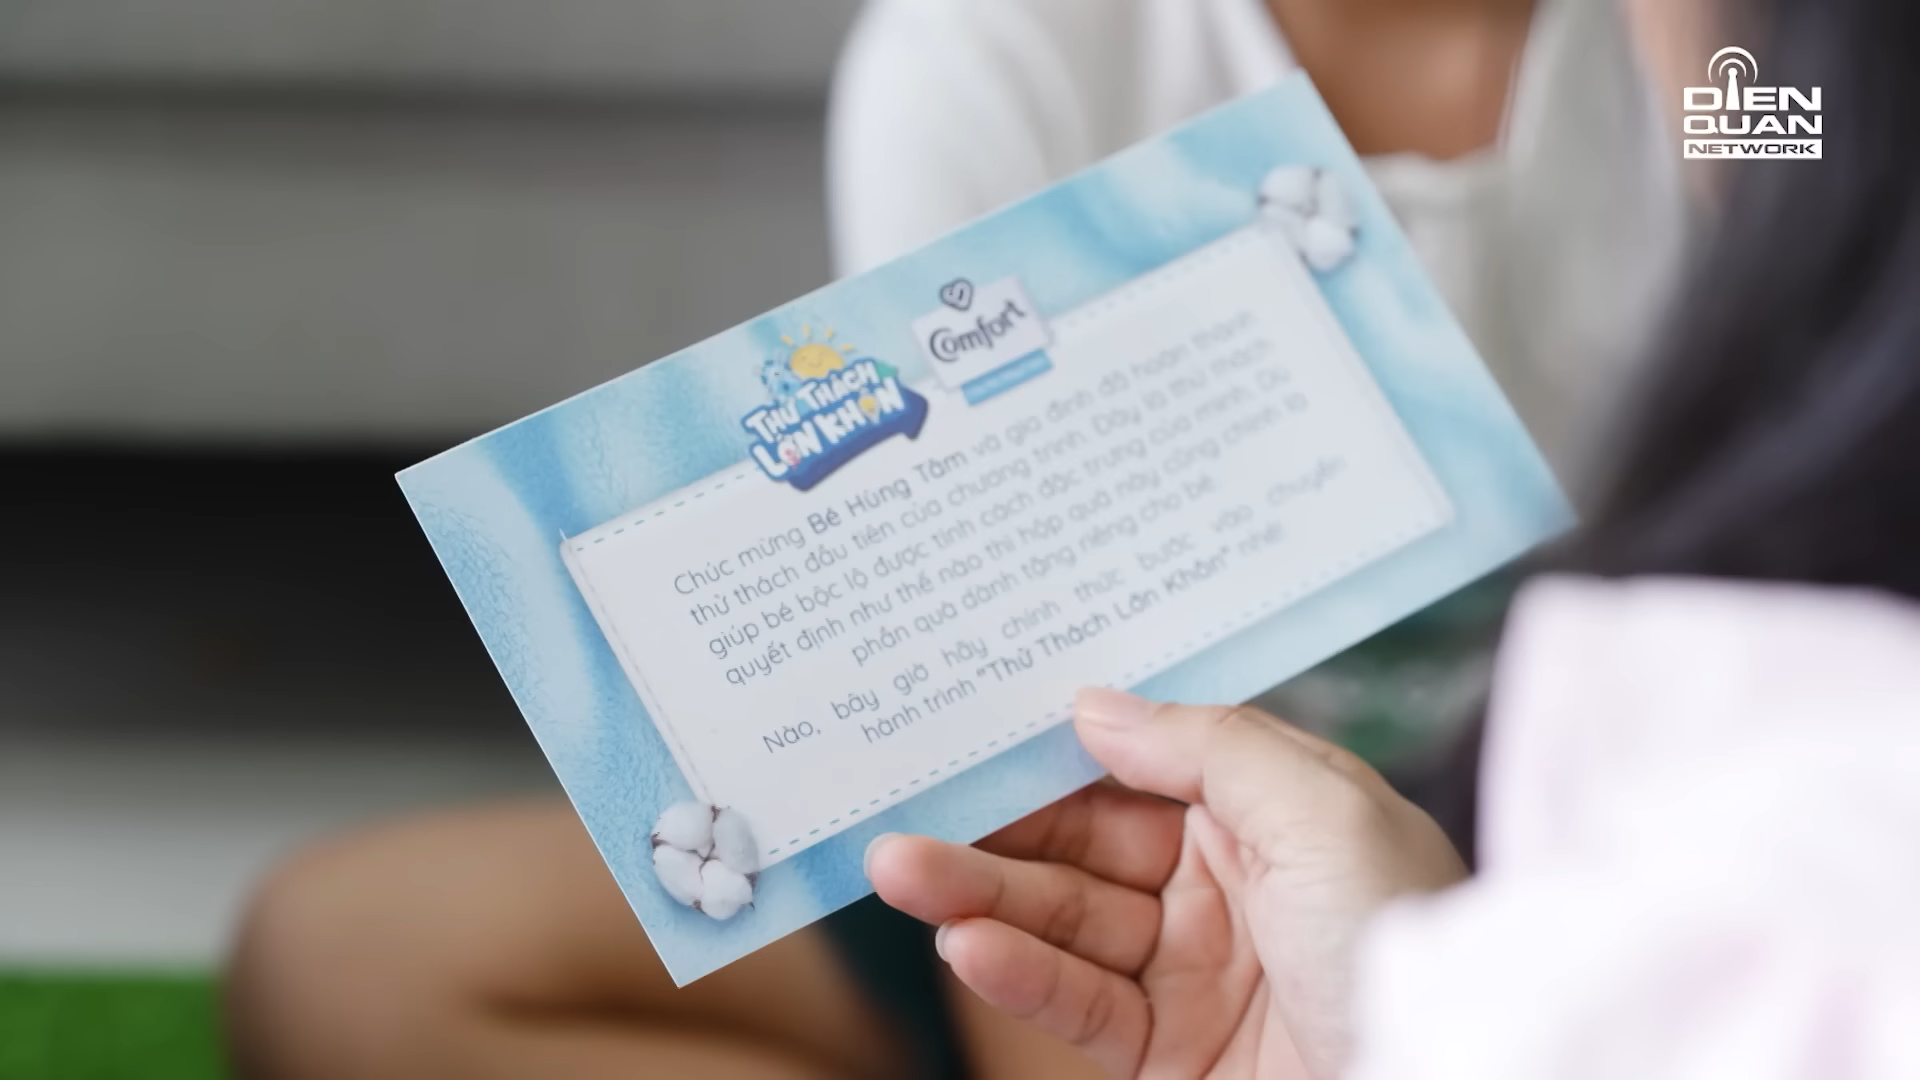 DIEN
QUAN
NETWORK
THỬ THÁCH
LỚN KHÔN
Comfort
Chúc mừng Bé Hùng Tâm và gia đình đã hoàn thành
thử thách đầu tiên của chương trình. Đây là thử thách
giúp bé bộc lộ được tính cách đặc trưng của mình. Dù
quyết định như thế nào thì hộp quà này cũng chính là
phần quà dành tặng riêng cho bé.
Nào, bây giờ hãy chính thức bước vào chuyến
hành trình "Thử Thách Lớn Khôn" nhé!